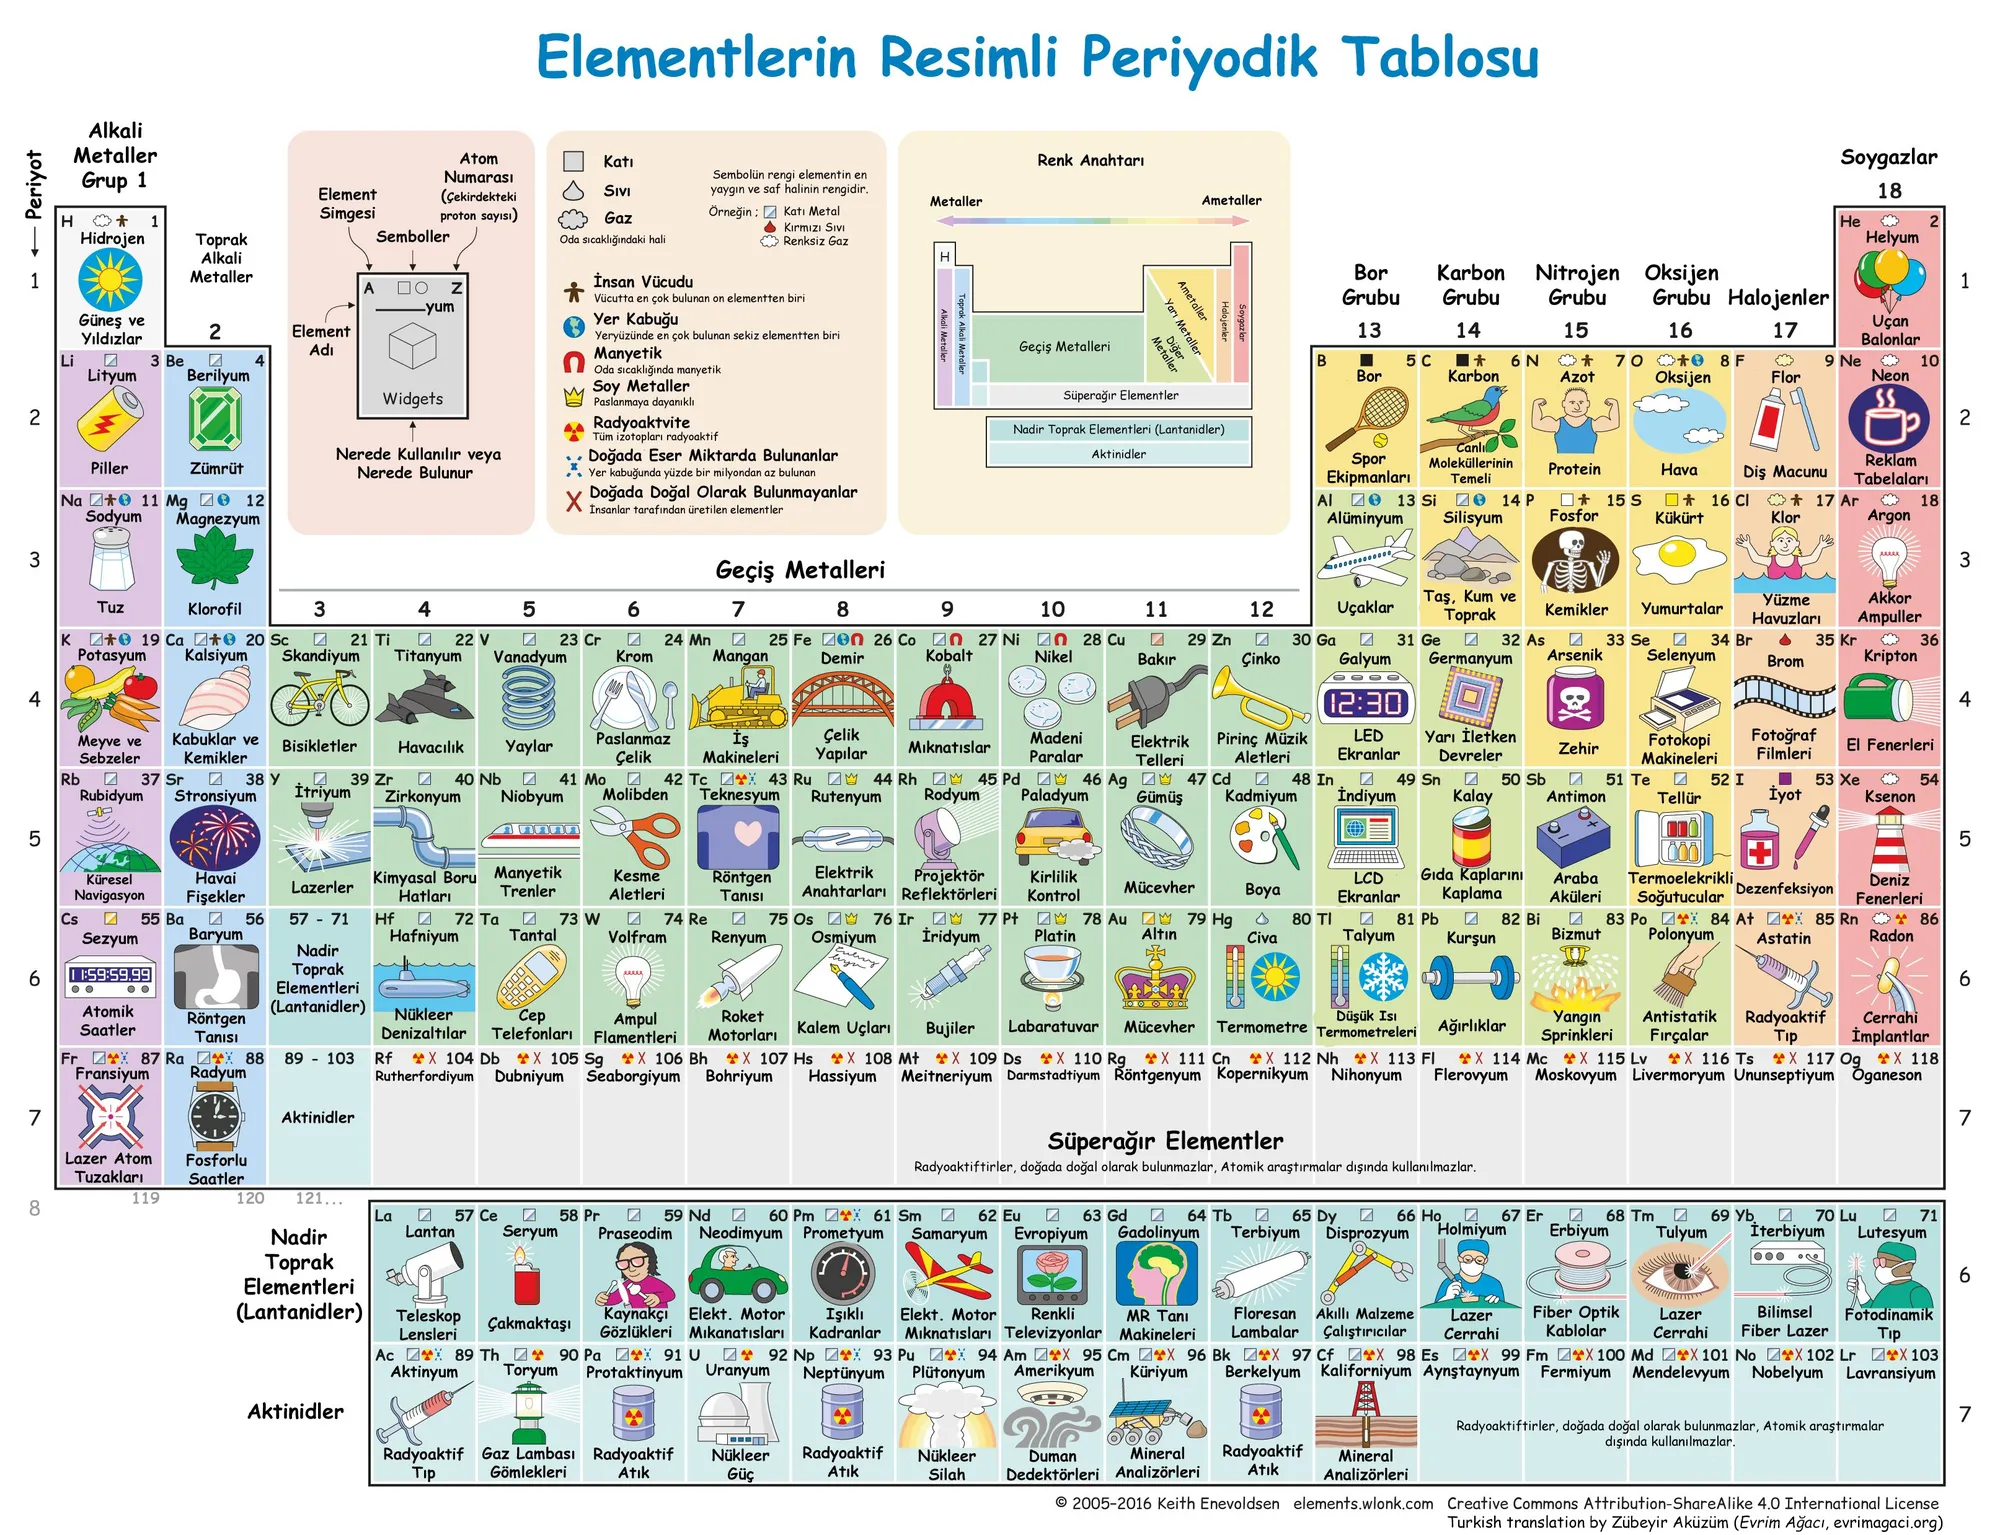 Elementlerin Resimli Periyodik Tablosu
Periyot
Alkali
Metaller
Grup 1
Toprak
Alkali
Metaller
2
Element
Simgesi
Semboller
Atom
Numarası
(Çekirdekteki
proton sayısı)
A Z
____yum
Widgets
Element
Adı
Nerede Kullanılır veya
Nerede Bulunur
Katı
Sıvı
Gaz
Oda sıcaklığındaki hali
Sembolün rengi elementin en
yaygın ve saf halinin rengidir.
Örneğin ; Katı Metal
Kırmızı Sıvı
Renksiz Gaz
İnsan Vücudu
Vücutta en çok bulunan on elementten biri
Yer Kabuğu
Yeryüzünde en çok bulunan sekiz elementten biri
Manyetik
Oda sıcaklığında manyetik
Soy Metaller
Paslanmaya dayanıklı
Radyoaktvite
Tüm izotopları radyoaktif
Doğada Eser Miktarda Bulunanlar
Yer kabuğunda yüzde bir milyondan az bulunan
Doğada Doğal Olarak Bulunmayanlar
İnsanlar tarafından üretilen elementler
Renk Anahtarı
Metaller
Ametaller
H
Alkali Metaller
Toprak Alkali Metaller
Geçiş Metalleri
Ametaller
Yarı Metaller
Diğer Metaller
Halojenler
Soygazlar
Süperağır Elementler
Nadir Toprak Elementleri (Lantanidler)
Aktinidler
Bor
Grubu
13
Karbon
Grubu
14
Nitrojen
Grubu
15
Oksijen
Grubu
16
Halojenler
17
Soygazlar
18
Geçiş Metalleri
3 4 5 6 7 8 9 10 11 12
1
H 1
Hidrojen
Güneş ve
Yıldızlar
He 2
Helyum
Uçan
Balonlar
1
2
Li 3
Lityum
Piller
Be 4
Berilyum
Zümrüt
B 5
Bor
Spor
Ekipmanları
C 6
Karbon
Canlı
Moleküllerinin
Temeli
N 7
Azot
Protein
O 8
Oksijen
Hava
F 9
Flor
Diş Macunu
Ne 10
Neon
Reklam
Tabelaları
2
3
Na 11
Sodyum
Tuz
Mg 12
Magnezyum
Klorofil
Al 13
Alüminyum
Uçaklar
Si 14
Silisyum
Taş, Kum ve
Toprak
P 15
Fosfor
Kemikler
S 16
Kükürt
Yumurtalar
Cl 17
Klor
Yüzme
Havuzları
Ar 18
Argon
Akkor
Ampuller
3
4
K 19
Potasyum
Meyve ve
Sebzeler
Ca 20
Kalsiyum
Kabuklar ve
Kemikler
Sc 21
Skandiyum
Bisikletler
Ti 22
Titanyum
Havacılık
V 23
Vanadyum
Yaylar
Cr 24
Krom
Paslanmaz
Çelik
Mn 25
Mangan
İş
Makineleri
Fe 26
Demir
Çelik
Yapılar
Co 27
Kobalt
Mıknatıslar
Ni 28
Nikel
Madeni
Paralar
Cu 29
Bakır
Elektrik
Telleri
Zn 30
Çinko
Pirinç Müzik
Aletleri
Ga 31
Galyum
12:30
LED
Ekranlar
Ge 32
Germanyum
Yarı İletken
Devreler
As 33
Arsenik
Zehir
Se 34
Selenyum
Fotokopi
Makineleri
Br 35
Brom
Fotoğraf
Filmleri
Kr 36
Kripton
El Fenerleri
4
5
Rb 37
Rubidyum
Küresel
Navigasyon
Sr 38
Stronsiyum
Havai
Fişekler
Y 39
İtriyum
Lazerler
Zr 40
Zirkonyum
Kimyasal Boru
Hatları
Nb 41
Niobyum
Manyetik
Trenler
Mo 42
Molibden
Kesme
Aletleri
Tc 43
Teknesyum
Röntgen
Tanısı
Ru 44
Rutenyum
Elektrik
Anahtarları
Rh 45
Rodyum
Projektör
Reflektörleri
Pd 46
Paladyum
Kirlilik
Kontrol
Ag 47
Gümüş
Mücevher
Cd 48
Kadmiyum
Boya
In 49
İndiyum
LCD
Ekranlar
Sn 50
Kalay
Gıda Kaplarını
Kaplama
Sb 51
Antimon
Araba
Aküleri
Te 52
Tellür
Termoelekrikli
Soğutucular
I 53
İyot
Dezenfeksiyon
Xe 54
Ksenon
Deniz
Fenerleri
5
6
Cs 55
Sezyum
11:59:59.99
Atomik
Saatler
Ba 56
Baryum
Röntgen
Tanısı
57 - 71
Nadir
Toprak
Elementleri
(Lantanidler)
Hf 72
Hafniyum
Nükleer
Denizaltılar
Ta 73
Tantal
Cep
Telefonları
W 74
Volfram
Ampul
Flamentleri
Re 75
Renyum
Roket
Motorları
Os 76
Osmiyum
Kalem Uçları
Ir 77
İridyum
Bujiler
Pt 78
Platin
Labaratuvar
Au 79
Altın
Mücevher
Hg 80
Civa
Termometre
Tl 81
Talyum
Düşük Isı
Termometreleri
Pb 82
Kurşun
Ağırlıklar
Bi 83
Bizmut
Yangın
Sprinkleri
Po 84
Polonyum
Antistatik
Fırçalar
At 85
Astatin
Radyoaktif
Tıp
Rn 86
Radon
Cerrahi
İmplantlar
6
7
Fr 87
Fransiyum
Lazer Atom
Tuzakları
Ra 88
Radyum
Fosforlu
Saatler
89 - 103
Aktinidler
Rf X 104
Rutherfordiyum
Db X 105
Dubniyum
Sg X 106
Seaborgiyum
Bh X 107
Bohriyum
Hs X 108
Hassiyum
Mt X 109
Meitneriyum
Ds X 110
Darmstadtiyum
Rg X 111
Röntgenyum
Cn X 112
Kopernikyum
Nh X 113
Nihonyum
Fl X 114
Flerovyum
Mc X 115
Moskovyum
Lv X 116
Livermoryum
Ts X 117
Ununseptiyum
Og X 118
Oganeson
7
Süperağır Elementler
Radyoaktiftirler, doğada doğal olarak bulunmazlar, Atomik araştırmalar dışında kullanılmazlar.
8 119 120 121...
Nadir
Toprak
Elementleri
(Lantanidler)
La 57
Lantan
Teleskop
Lensleri
Ce 58
Seryum
Çakmaktaşı
Pr 59
Praseodim
Kaynakçı
Gözlükleri
Nd 60
Neodimyum
Elekt. Motor
Mıkanatısları
Pm 61
Prometyum
Işıklı
Kadranlar
Sm 62
Samaryum
Elekt. Motor
Mıknatısları
Eu 63
Evropiyum
Renkli
Televizyonlar
Gd 64
Gadolinyum
MR Tanı
Makineleri
Tb 65
Terbiyum
Floresan
Lambalar
Dy 66
Disprozyum
Akıllı Malzeme
Çalıştırıcılar
Ho 67
Holmiyum
Lazer
Cerrahi
Er 68
Erbiyum
Fiber Optik
Kablolar
Tm 69
Tulyum
Lazer
Cerrahi
Yb 70
İterbiyum
Bilimsel
Fiber Lazer
Lu 71
Lutesyum
Fotodinamik
Tıp
6
Aktinidler
Ac 89
Aktinyum
Radyoaktif
Tıp
Th 90
Toryum
Gaz Lambası
Gömlekleri
Pa 91
Protaktinyum
Radyoaktif
Atık
U 92
Uranyum
Nükleer
Güç
Np 93
Neptünyum
Radyoaktif
Atık
Pu 94
Plütonyum
Nükleer
Silah
Am X 95
Amerikyum
Duman
Dedektörleri
Cm X 96
Küriyum
Mineral
Analizörleri
Bk X 97
Berkelyum
Radyoaktif
Atık
Cf X 98
Kaliforniyum
Mineral
Analizörleri
Es X 99
Aynştaynyum
Fm X 100
Fermiyum
Md X 101
Mendelevyum
No X 102
Nobelyum
Lr X 103
Lavransiyum
Radyoaktiftirler, doğada doğal olarak bulunmazlar, Atomik araştırmalar
dışında kullanılmazlar.
7
© 2005–2016 Keith Enevoldsen elements.wlonk.com Creative Commons Attribution-ShareAlike 4.0 International License
Turkish translation by Zübeyir Aküzüm (Evrim Ağacı, evrimagaci.org)